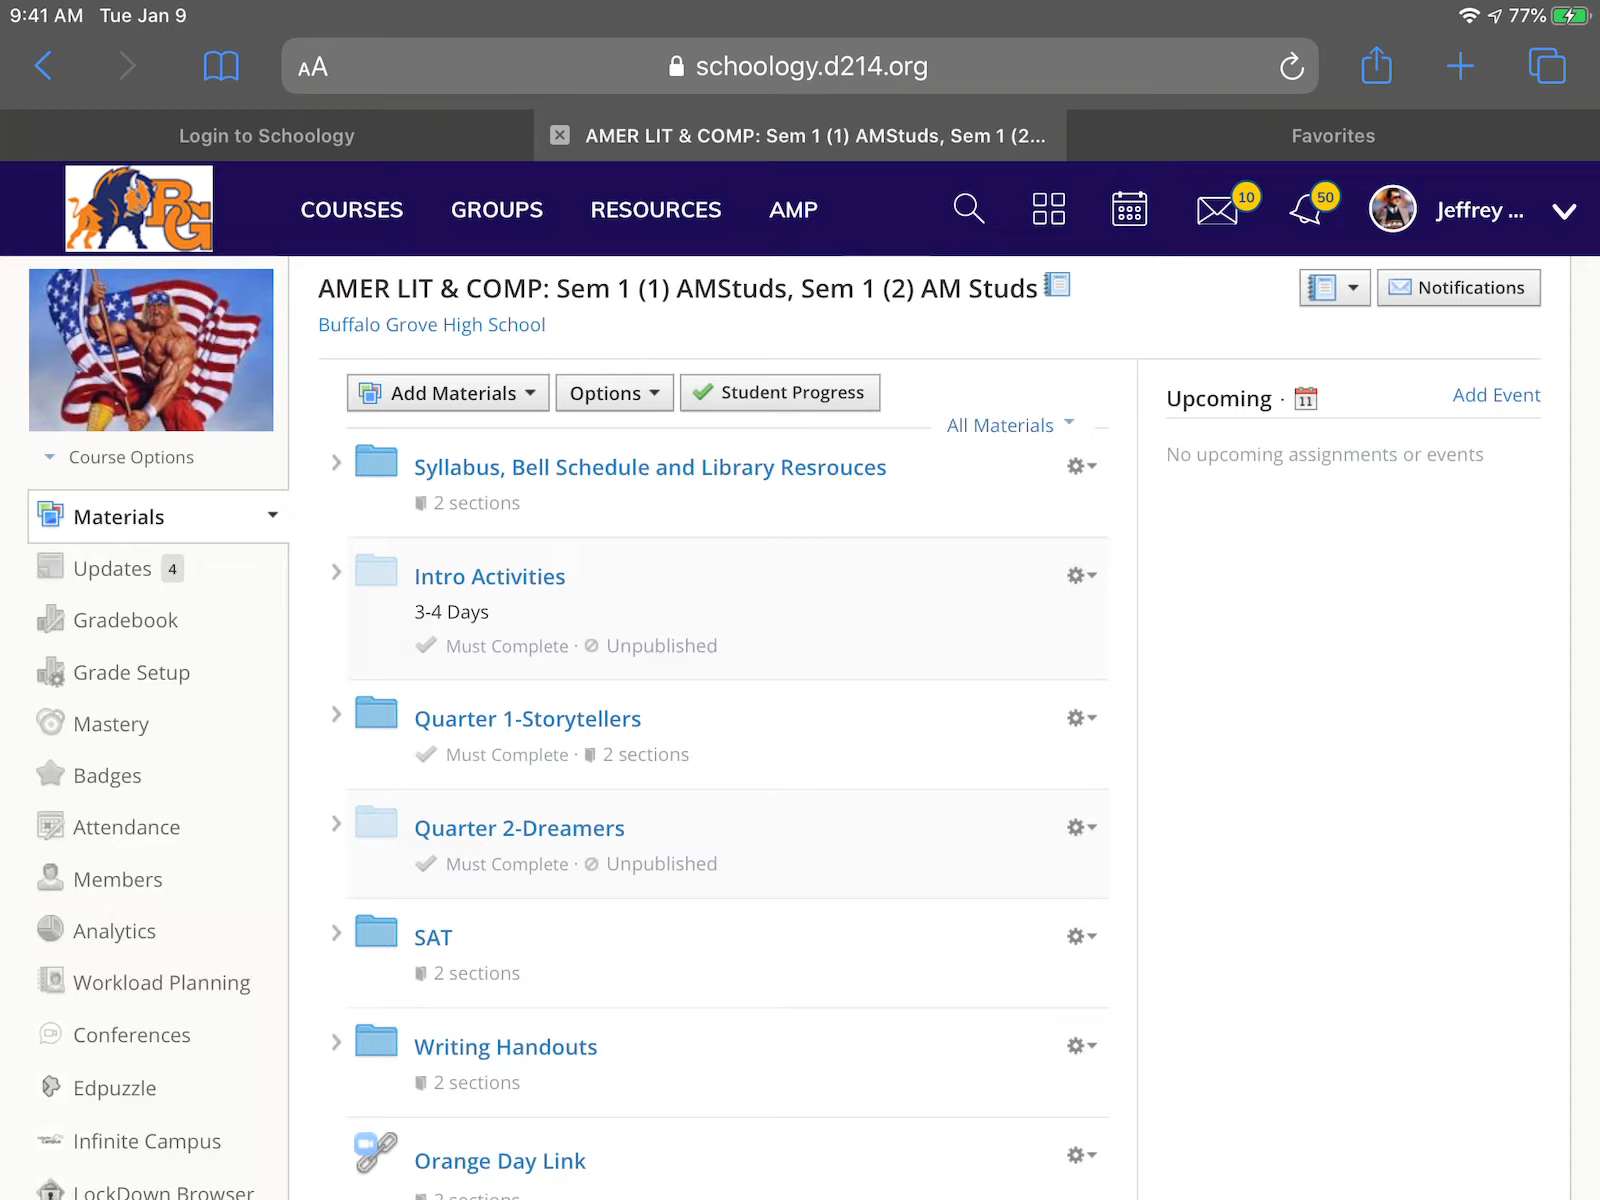 9:41 AM Tue Jan 9
77%
AA
schoology.d214.org
Login to Schoology
AMER LIT & COMP: Sem 1 (1) AMStuds, Sem 1 (2...
Favorites
BG
COURSES
GROUPS
RESOURCES
AMP
10
50
Jeffrey ...
AMER LIT & COMP: Sem 1 (1) AMStuds, Sem 1 (2) AM Studs
Notifications
Buffalo Grove High School
Course Options
Materials
Updates 4
Gradebook
Grade Setup
Mastery
Badges
Attendance
Members
Analytics
Workload Planning
Conferences
Edpuzzle
Infinite Campus
LockDown Browser
Add Materials
Options
Student Progress
All Materials
Syllabus, Bell Schedule and Library Resrouces
2 sections
Intro Activities
3-4 Days
Must Complete · Unpublished
Quarter 1-Storytellers
Must Complete · 2 sections
Quarter 2-Dreamers
Must Complete · Unpublished
SAT
2 sections
Writing Handouts
2 sections
Orange Day Link
2 sections
Upcoming · 11
Add Event
No upcoming assignments or events